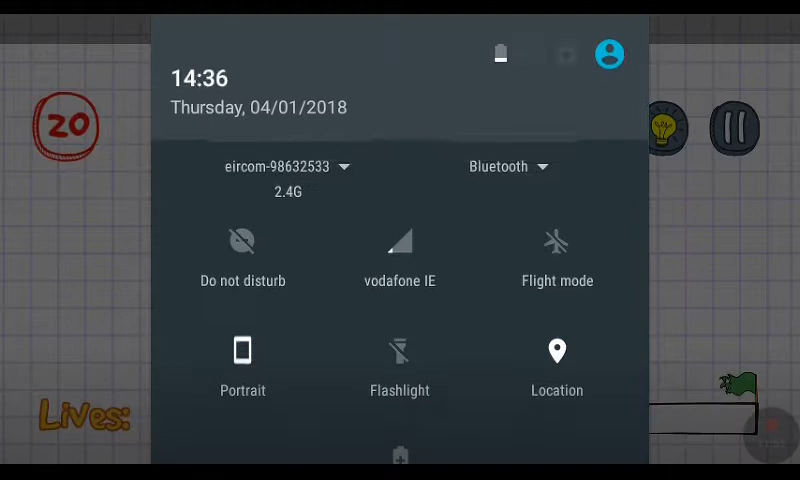 14:36
Thursday, 04/01/2018
20
eircom-98632533
Bluetooth
2.4G
Do not disturb
vodafone IE
Flight mode
Portrait
Flashlight
Location
Lives: